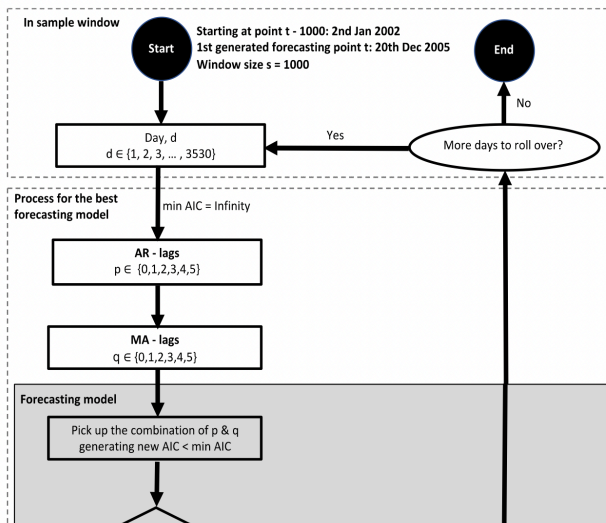 In sample window
Start
Starting at point t - 1000: 2nd Jan 2002
1st generated forecasting point t: 20th Dec 2005
Window size s = 1000
End
No
Day, d
d ∈ {1, 2, 3, ... , 3530}
Yes
More days to roll over?
Process for the best
forecasting model
min AIC = Infinity
AR - lags
p ∈ {0,1,2,3,4,5}
MA - lags
q ∈ {0,1,2,3,4,5}
Forecasting model
Pick up the combination of p & q
generating new AIC < min AIC